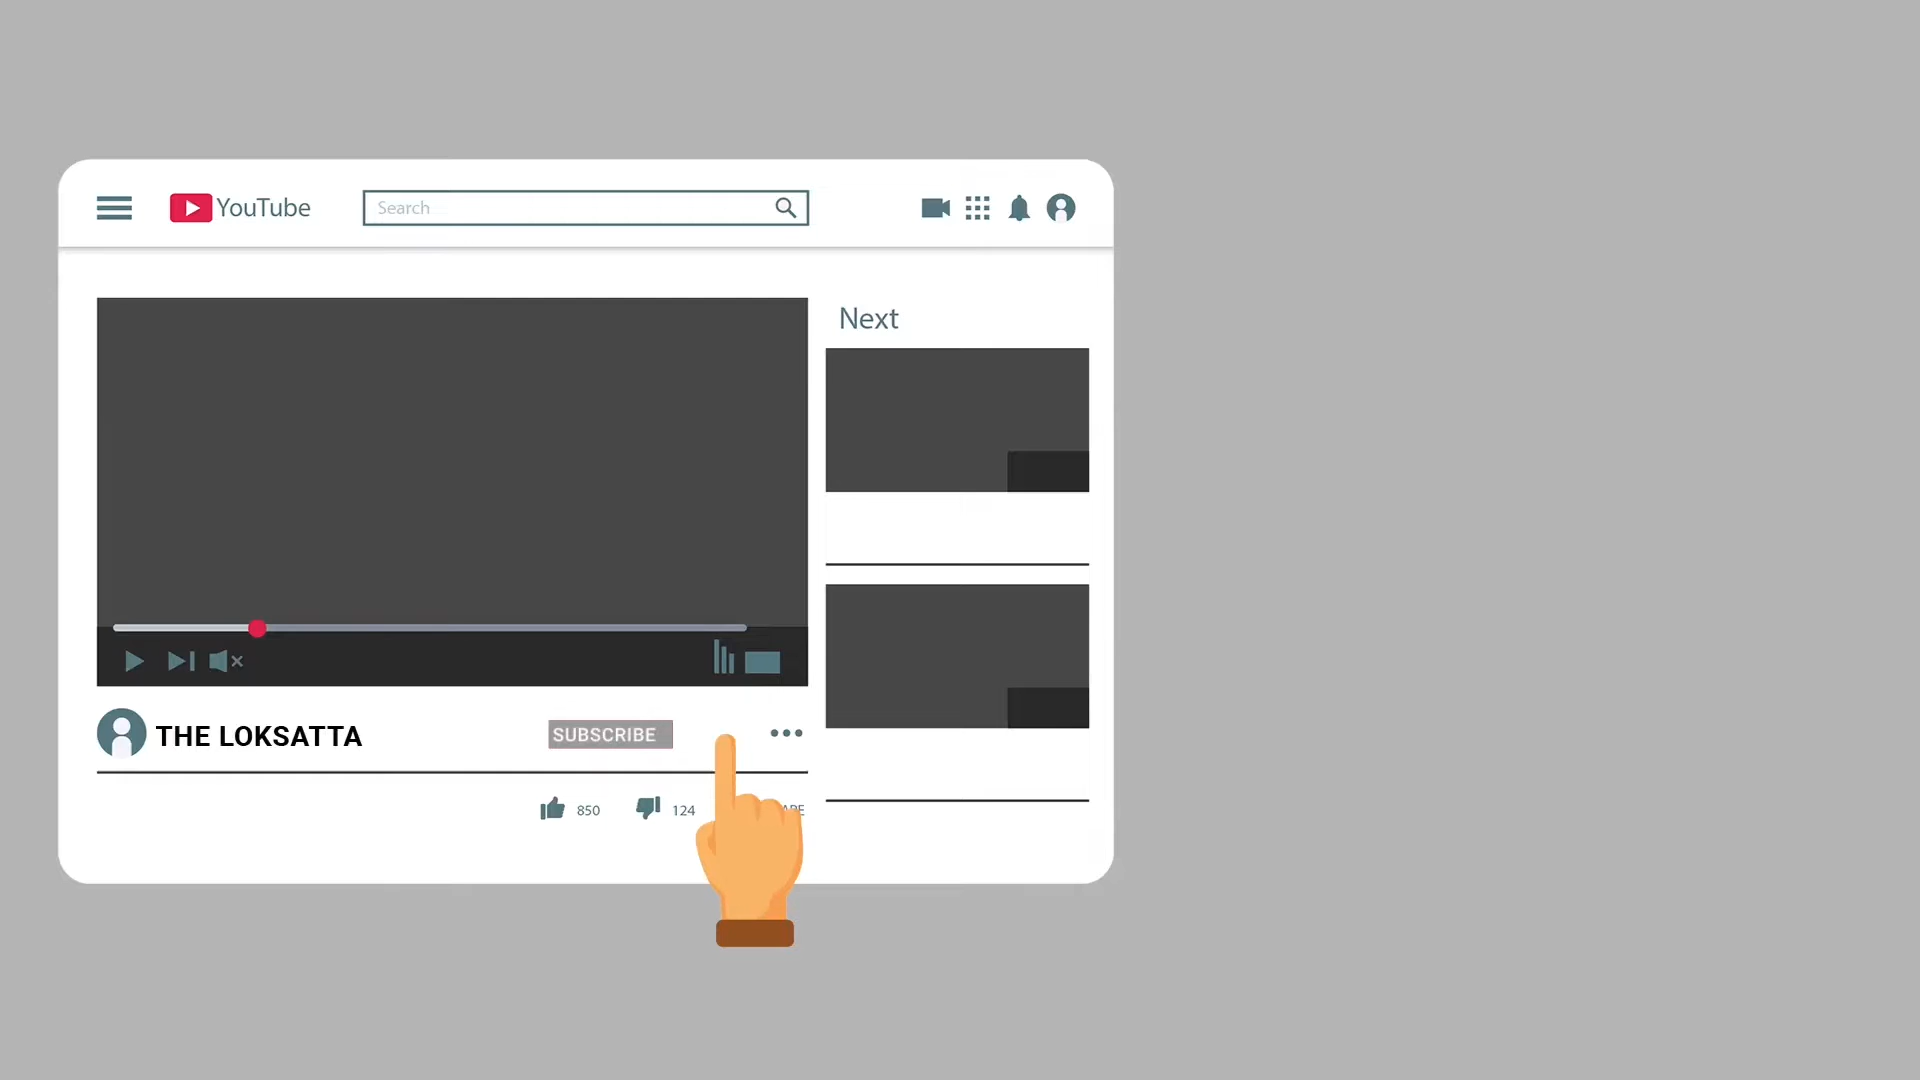 YouTube
Search
Next
THE LOKSATTA
SUBSCRIBE
850
124